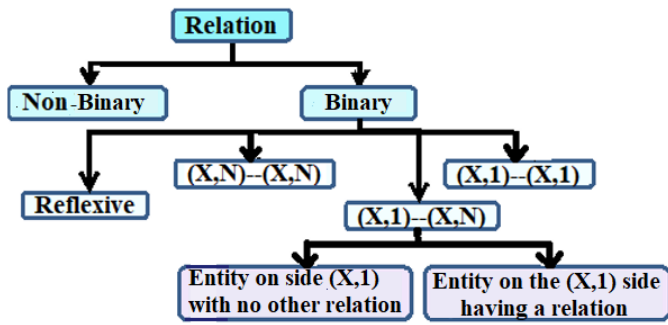 Relation
Non-Binary
Binary
(X,N)--(X,N)
(X,1)--(X,1)
Reflexive
(X,1)--(X,N)
Entity on side (X,1)
with no other relation
Entity on the (X,1) side
having a relation